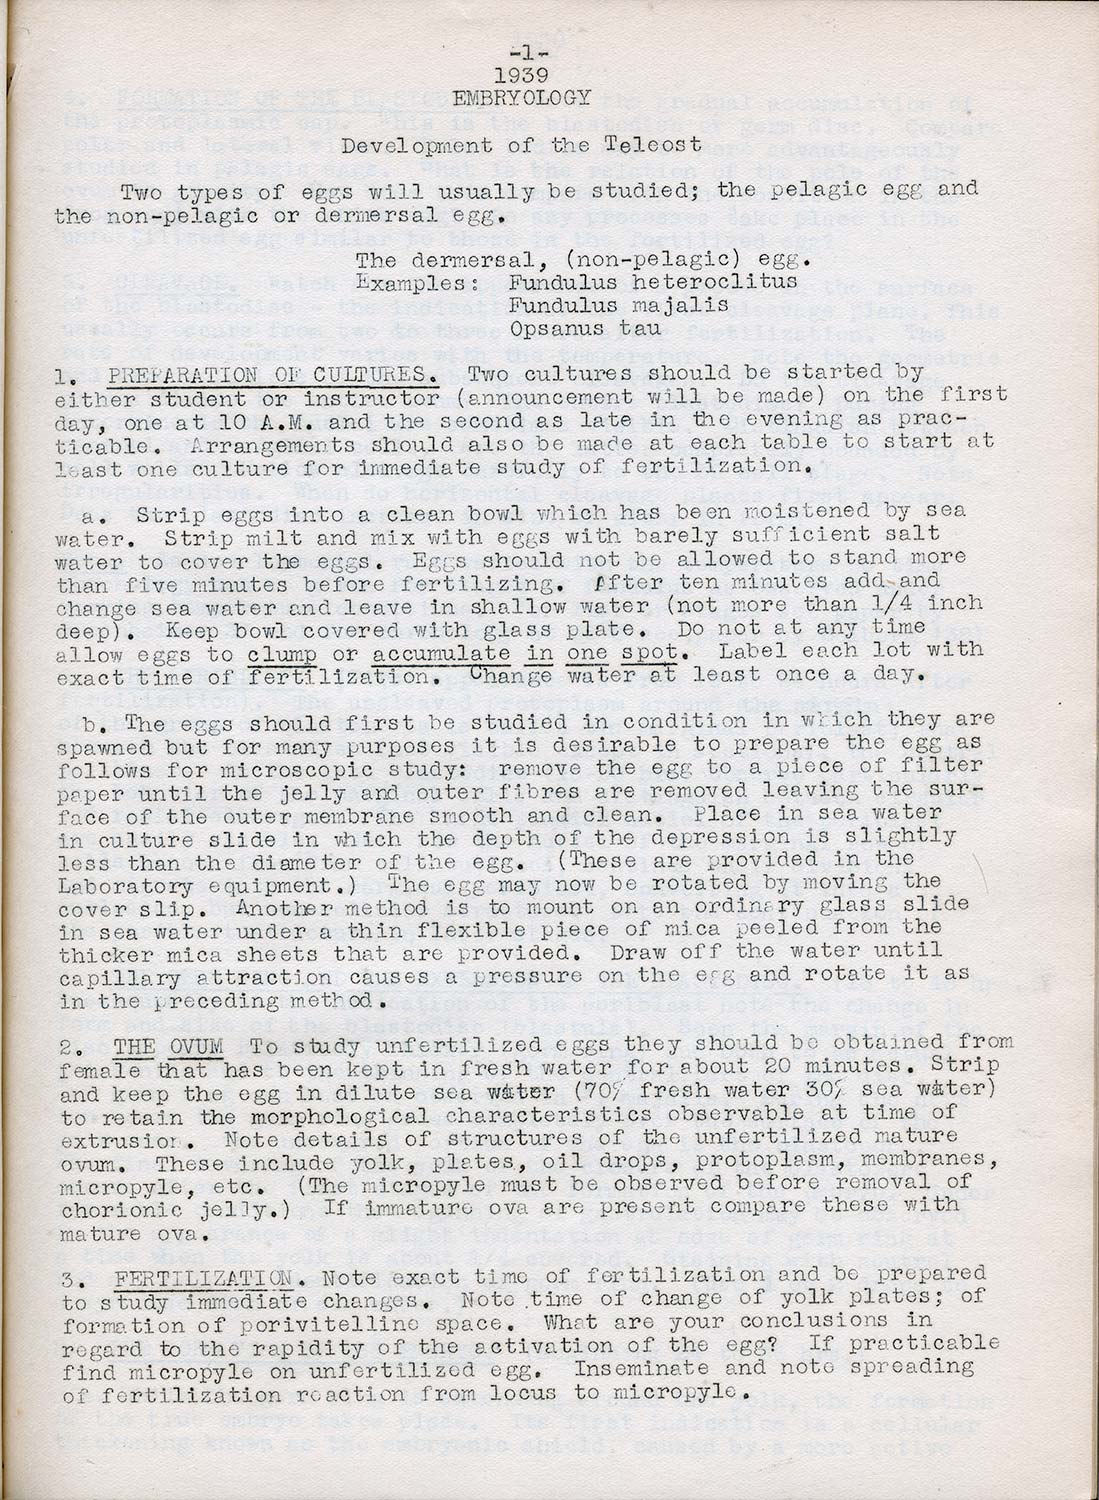 -1-
1939
EMBRYOLOGY
Development of the Teleost
Two types of eggs will usually be studied; the pelagic egg and
the non-pelagic or dermersal egg.
The dermersal, (non-pelagic) egg.
Examples: Fundulus heteroclitus
Fundulus majalis
Opsanus tau
1. PREPARATION OF CULTURES. Two cultures should be started by
either student or instructor (announcement will be made) on the first
day, one at 10 A.M. and the second as late in the evening as prac-
ticable. Arrangements should also be made at each table to start at
least one culture for immediate study of fertilization.
a. Strip eggs into a clean bowl which has been moistened by sea
water. Strip milt and mix with eggs with barely sufficient salt
water to cover the eggs. Eggs should not be allowed to stand more
than five minutes before fertilizing. After ten minutes add and
change sea water and leave in shallow water (not more than 1/4 inch
deep). Keep bowl covered with glass plate. Do not at any time
allow eggs to clump or accumulate in one spot. Label each lot with
exact time of fertilization. Change water at least once a day.
b. The eggs should first be studied in condition in which they are
spawned but for many purposes it is desirable to prepare the egg as
follows for microscopic study: remove the egg to a piece of filter
paper until the jelly and outer fibres are removed leaving the sur-
face of the outer membrane smooth and clean. Place in sea water
in culture slide in which the depth of the depression is slightly
less than the diameter of the egg. (These are provided in the
Laboratory equipment.) The egg may now be rotated by moving the
cover slip. Another method is to mount on an ordinary glass slide
in sea water under a thin flexible piece of mica peeled from the
thicker mica sheets that are provided. Draw off the water until
capillary attraction causes a pressure on the egg and rotate it as
in the preceding method.
2. THE OVUM To study unfertilized eggs they should be obtained from
female that has been kept in fresh water for about 20 minutes. Strip
and keep the egg in dilute sea water (70% fresh water 30% sea water)
to retain the morphological characteristics observable at time of
extrusion. Note details of structures of the unfertilized mature
ovum. These include yolk, plates, oil drops, protoplasm, membranes,
micropyle, etc. (The micropyle must be observed before removal of
chorionic jelly.) If immature ova are present compare these with
mature ova.
3. FERTILIZATION. Note exact time of fertilization and be prepared
to study immediate changes. Note time of change of yolk plates; of
formation of porivitelline space. What are your conclusions in
regard to the rapidity of the activation of the egg? If practicable
find micropyle on unfertilized egg. Inseminate and note spreading
of fertilization reaction from locus to micropyle.